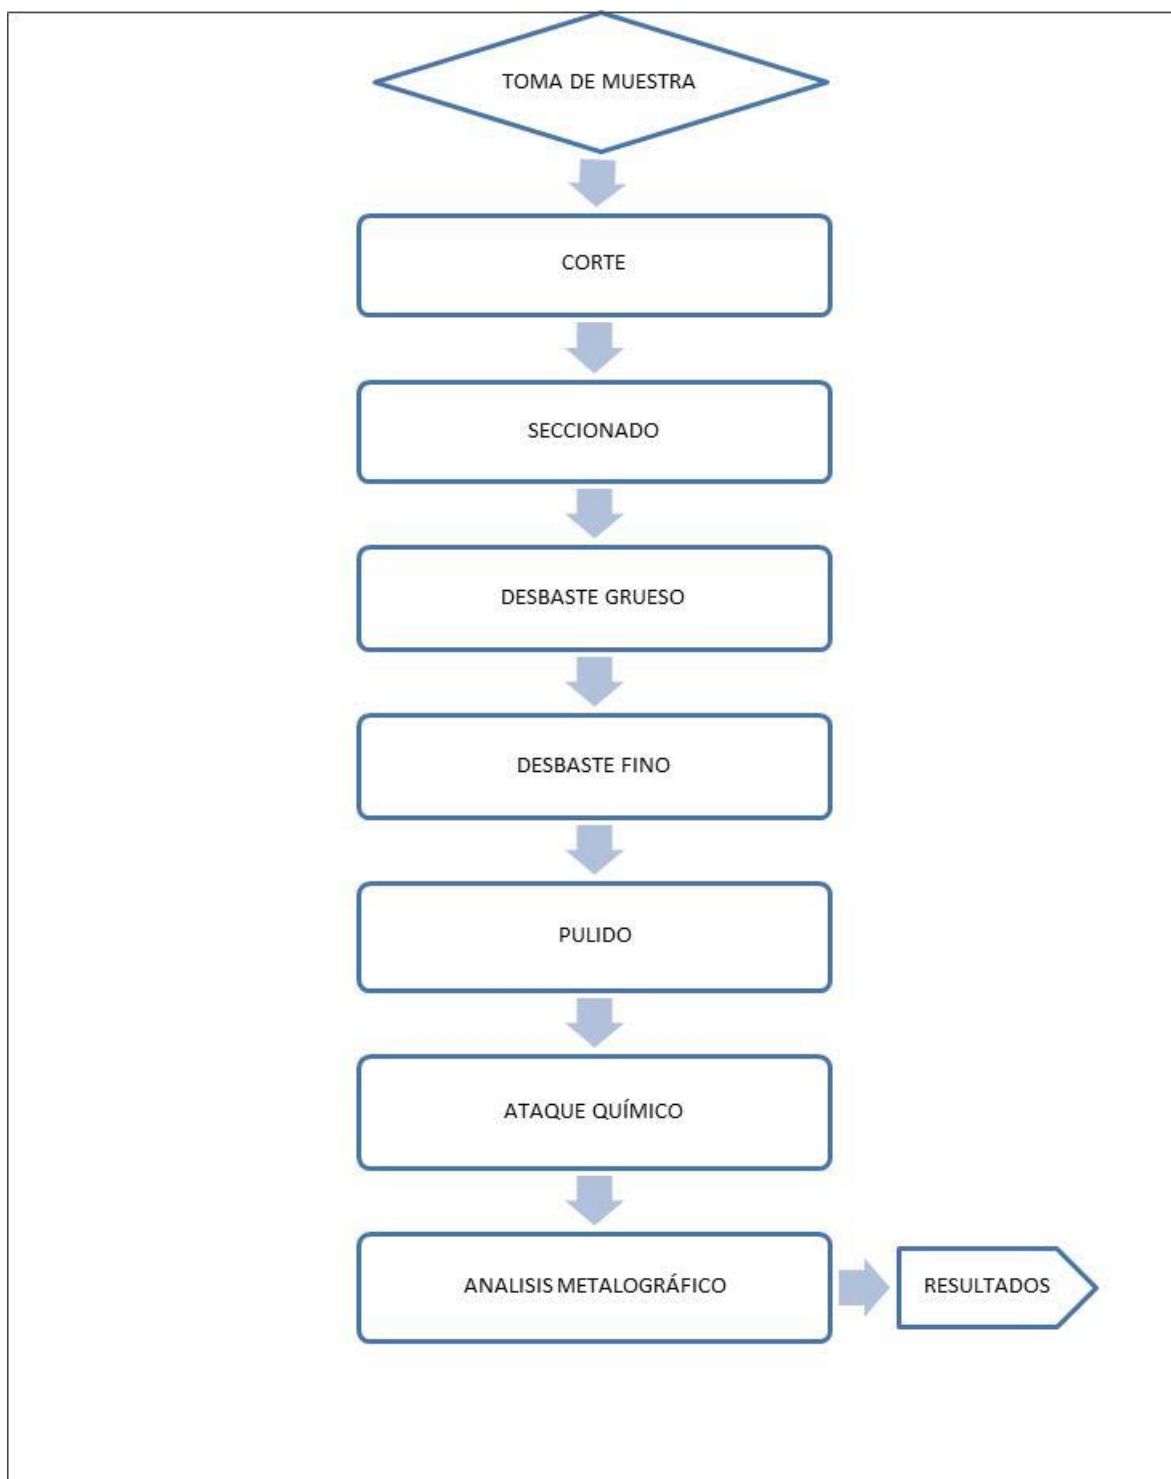 TOMA DE MUESTRA
CORTE
SECCIONADO
DESBASTE GRUESO
DESBASTE FINO
PULIDO
ATAQUE QUÍMICO
ANALISIS METALOGRÁFICO
RESULTADOS